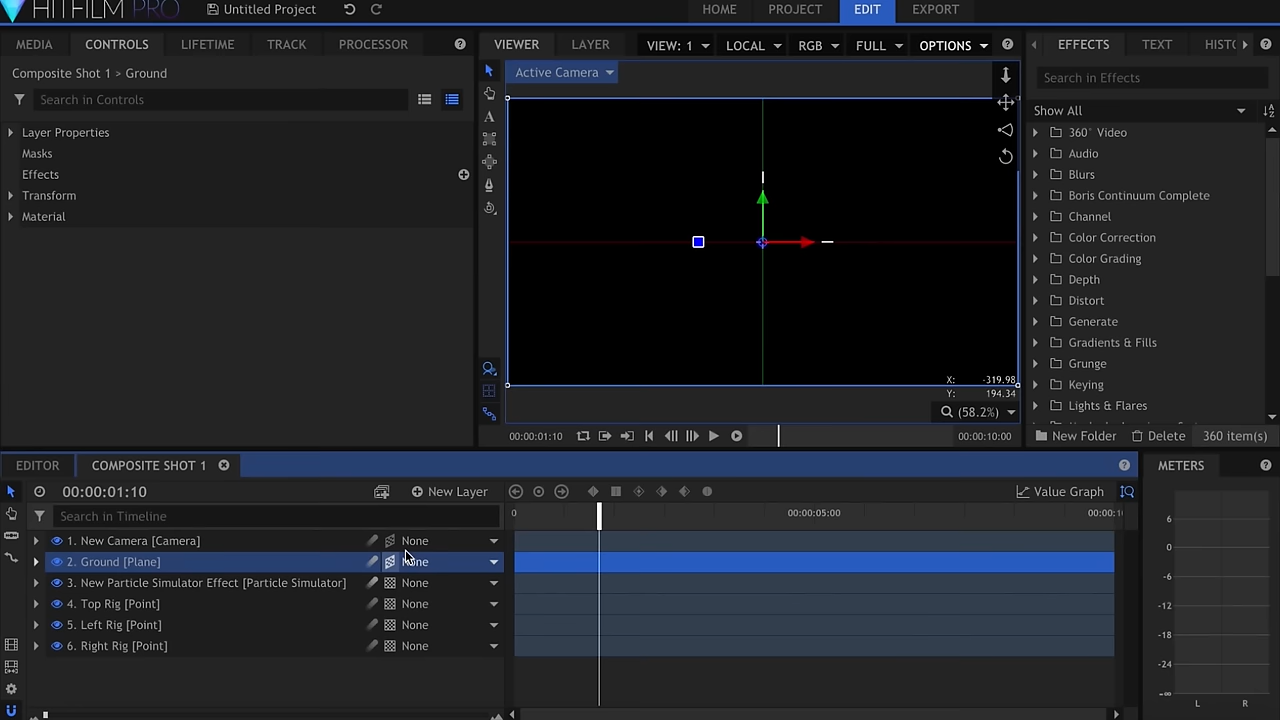 HITFILM PRO
Untitled Project
HOME
PROJECT
EDIT
EXPORT
MEDIA
CONTROLS
LIFETIME
TRACK
PROCESSOR
VIEWER
LAYER
VIEW: 1
LOCAL
RGB
FULL
OPTIONS
EFFECTS
TEXT
HISTO
Composite Shot 1 > Ground
Active Camera
Search in Controls
Search in Effects
Show All
Layer Properties
Masks
Effects
Transform
Material
360° Video
Audio
Blurs
Boris Continuum Complete
Channel
Color Correction
Color Grading
Depth
Distort
Generate
Gradients & Fills
Grunge
Keying
Lights & Flares
X: -319.98
Y: 194.34
(58.2%)
00:00:01:10
00:00:10:00
New Folder
Delete
360 item(s)
EDITOR
COMPOSITE SHOT 1
METERS
00:00:01:10
New Layer
Value Graph
Search in Timeline
0
00:00:05:00
00:00:10
1. New Camera [Camera]
None
2. Ground [Plane]
None
3. New Particle Simulator Effect [Particle Simulator]
None
4. Top Rig [Point]
None
5. Left Rig [Point]
None
6. Right Rig [Point]
None
6
0
-6
-12
-18
-24
-∞
L
R